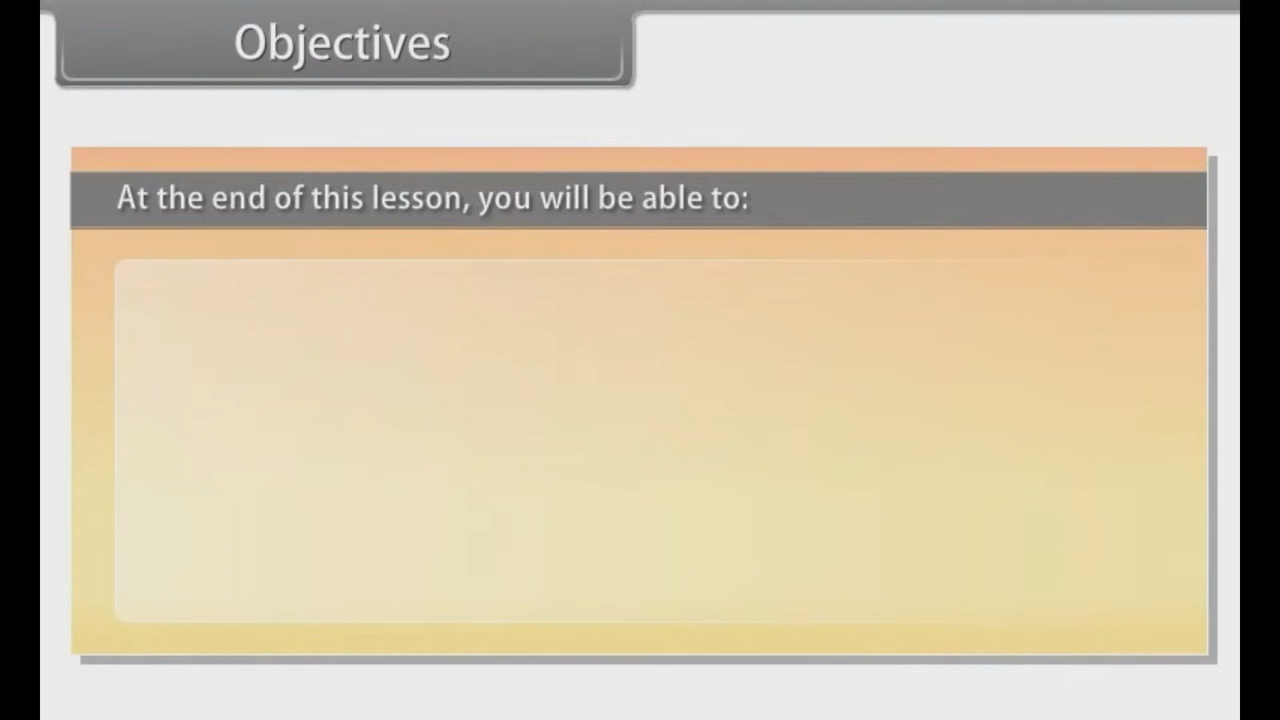 Objectives
At the end of this lesson, you will be able to: